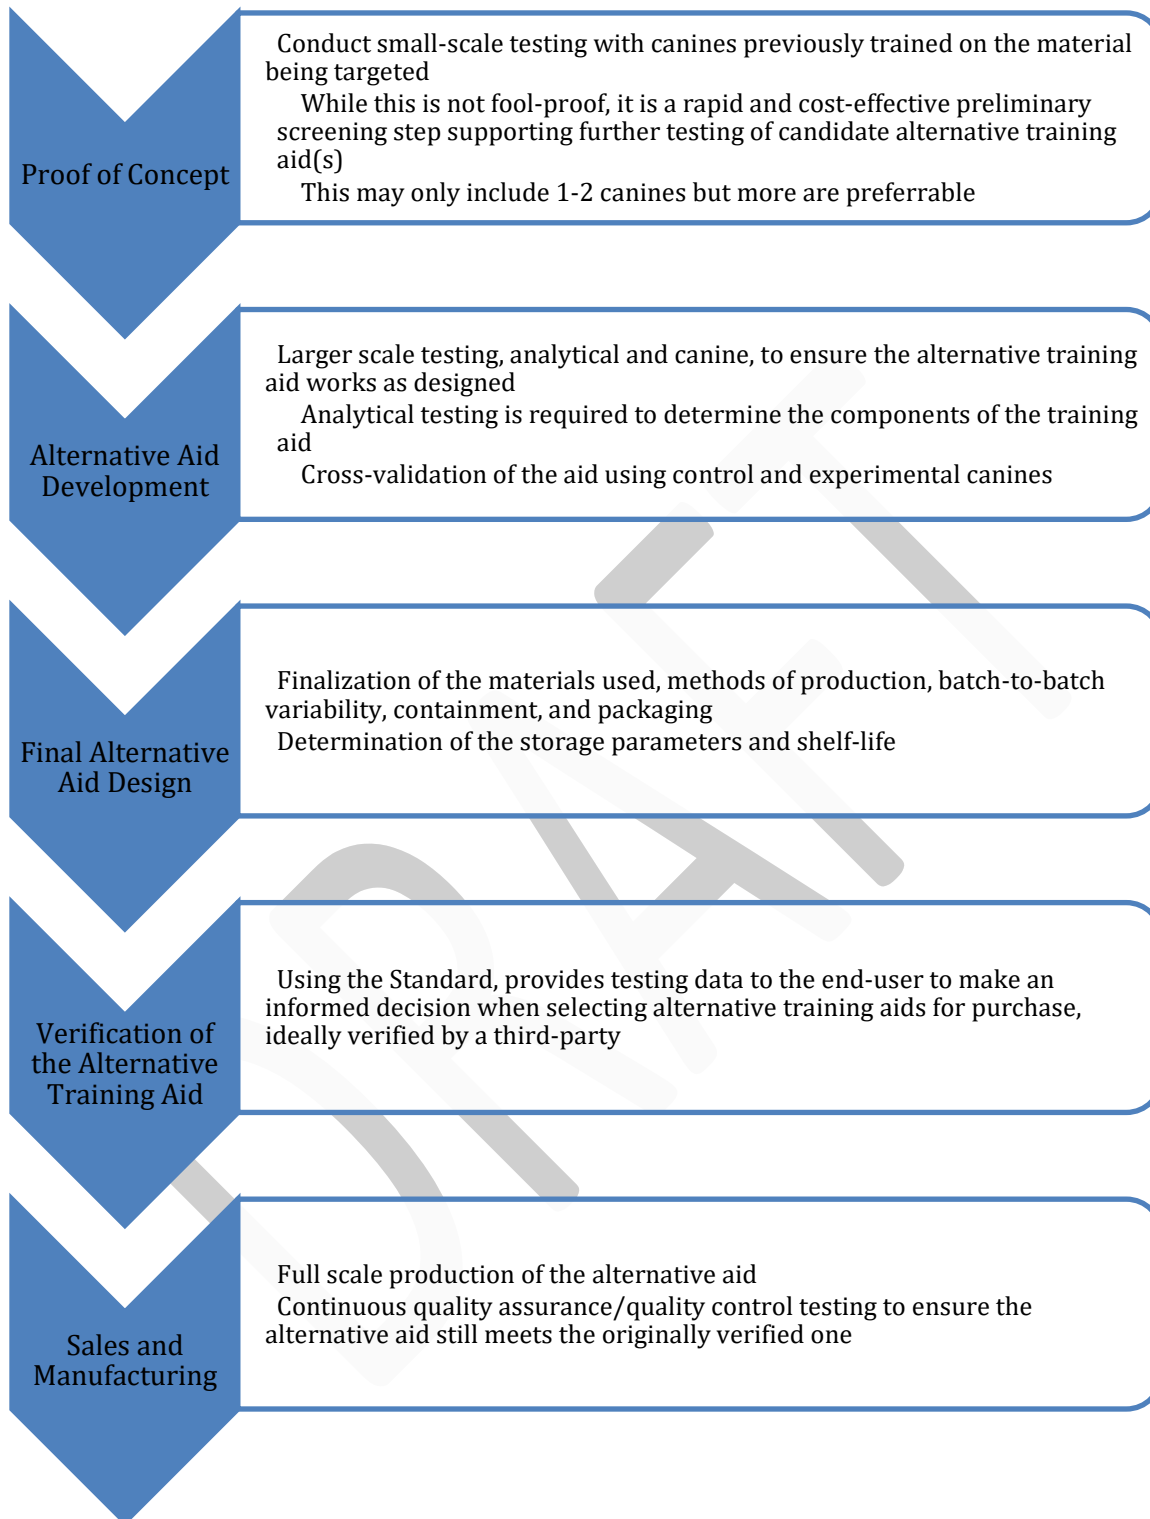 Conduct small-scale testing with canines previously trained on the material
being targeted
While this is not fool-proof, it is a rapid and cost-effective preliminary
screening step supporting further testing of candidate alternative training
aid(s)
This may only include 1-2 canines but more are preferrable
Proof of Concept
Larger scale testing, analytical and canine, to ensure the alternative training
aid works as designed
Analytical testing is required to determine the components of the training
aid
Cross-validation of the aid using control and experimental canines
Alternative Aid
Development
Finalization of the materials used, methods of production, batch-to-batch
variability, containment, and packaging
Determination of the storage parameters and shelf-life
Final Alternative
Aid Design
Using the Standard, provides testing data to the end-user to make an
informed decision when selecting alternative training aids for purchase,
ideally verified by a third-party
Verification of
the Alternative
Training Aid
Full scale production of the alternative aid
Continuous quality assurance/quality control testing to ensure the
alternative aid still meets the originally verified one
Sales and
Manufacturing
DRAFT